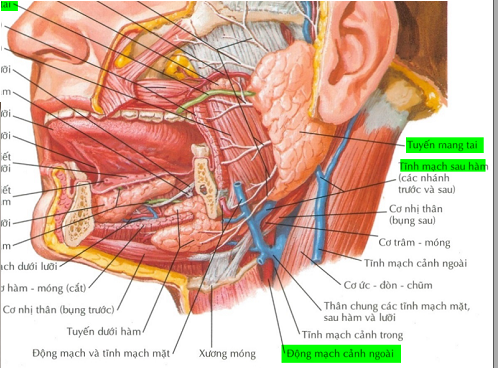 tai
lưỡi
Tuyến mang tai
Tĩnh mạch sau hàm
(các nhánh
trước và sau)
Cơ nhị thân
(bụng sau)
Cơ trâm - móng
Tĩnh mạch cảnh ngoài
Cơ ức - đòn - chũm
Thân chung các tĩnh mạch mặt,
sau hàm và lưỡi
Tĩnh mạch cảnh trong
Động mạch cảnh ngoài
Xương móng
Động mạch và tĩnh mạch mặt
Tuyến dưới hàm
Cơ nhị thân (bụng trước)
hàm - móng (cắt)
ạch dưới lưỡi